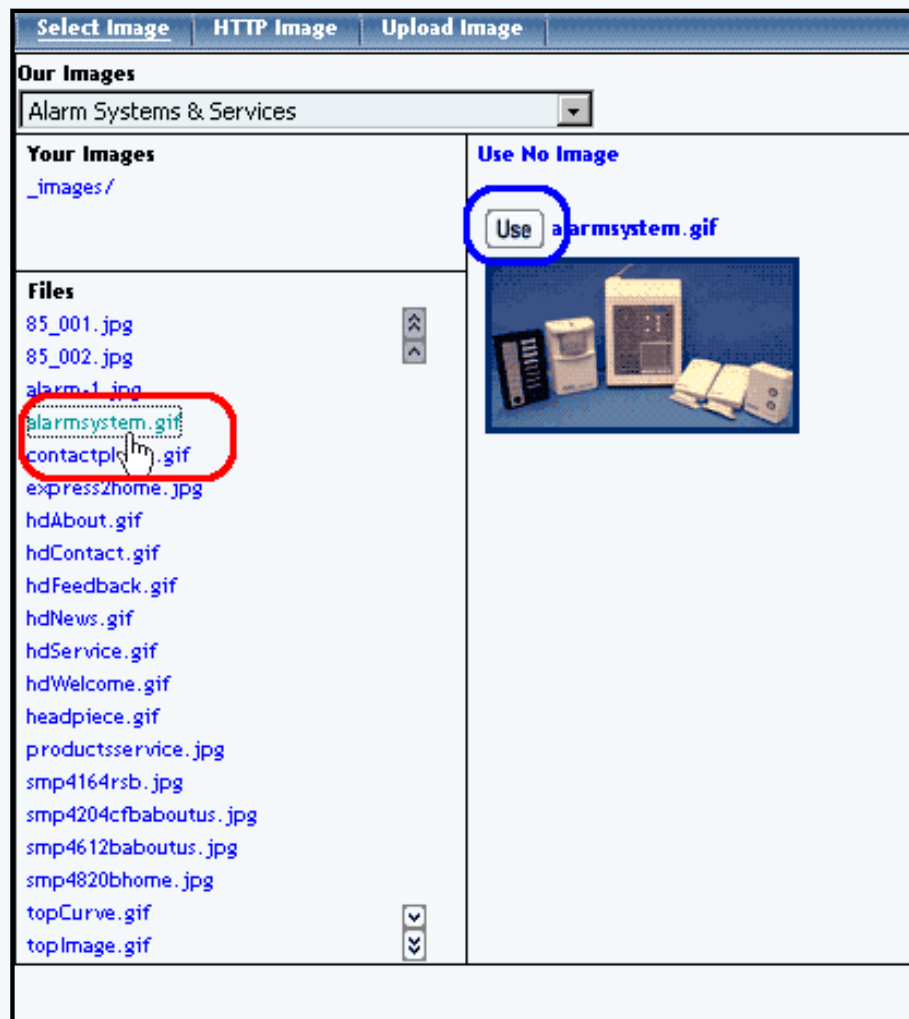 Select Image HTTP Image Upload Image
Our Images
Alarm Systems & Services
Your Images
_images/
Use No Image
Use alarmsystem.gif
Files
85_001.jpg
85_002.jpg
alarm-1.jpg
alarmsystem.gif
.gif
express2home.jpg
hdAbout.gif
hdContact.gif
hdFeedback.gif
hdNews.gif
hdService.gif
hdWelcome.gif
headpiece.gif
productsservice.jpg
smp4164rsb.jpg
smp4204cfbaboutus.jpg
smp4612baboutus.jpg
smp4820bhome.jpg
topCurve.gif
topImage.gif